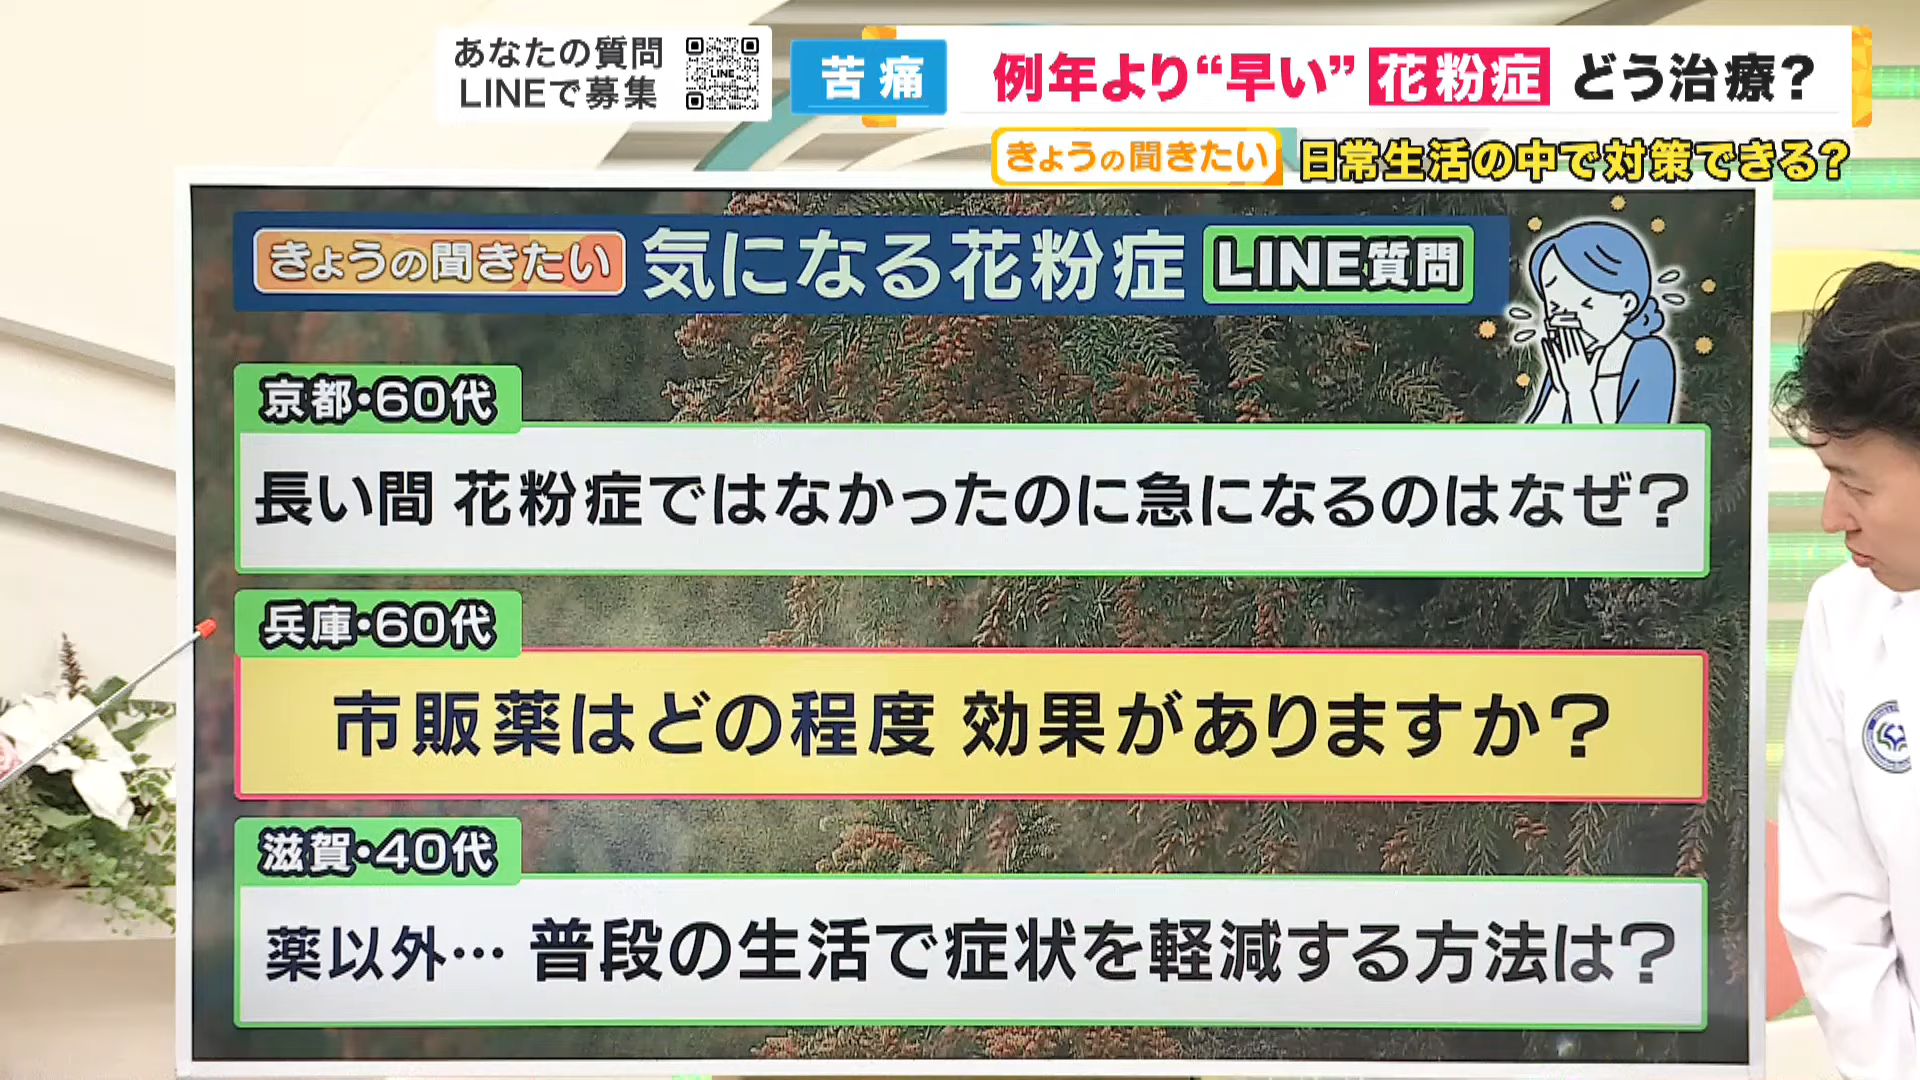 あなたの質問
LINEで募集
LINE
苦痛
例年より“早い”花粉症 どう治療?
きょうの聞きたい 日常生活の中で対策できる?
きょうの聞きたい 気になる花粉症 LINE質問
京都・60代
長い間 花粉症ではなかったのに急になるのはなぜ?
兵庫・60代
市販薬はどの程度 効果がありますか?
滋賀・40代
薬以外… 普段の生活で症状を軽減する方法は?